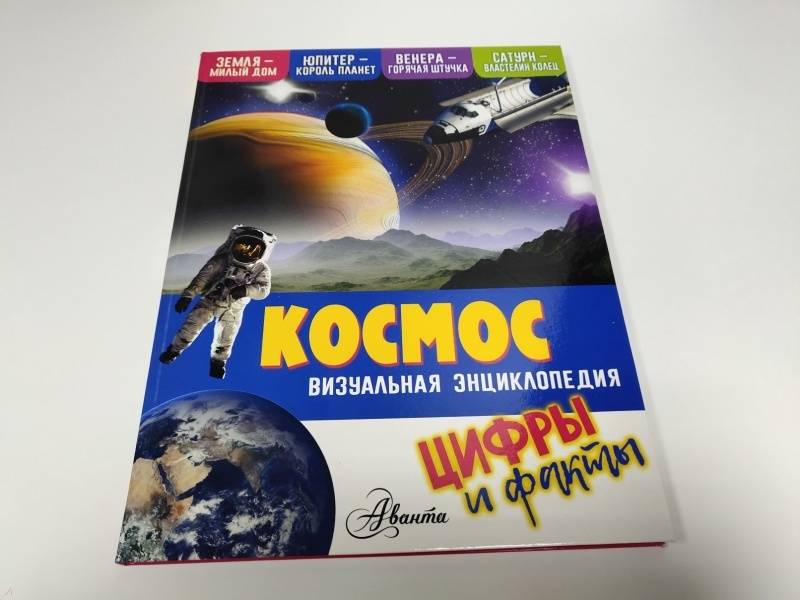 ЗЕМЛЯ –
МИЛЫЙ ДОМ
ЮПИТЕР –
КОРОЛЬ ПЛАНЕТ
ВЕНЕРА –
ГОРЯЧАЯ ШТУЧКА
САТУРН –
ВЛАСТЕЛИН КОЛЕЦ
КОСМОС
ВИЗУАЛЬНАЯ ЭНЦИКЛОПЕДИЯ
ЦИФРЫ
и факты
Аванта